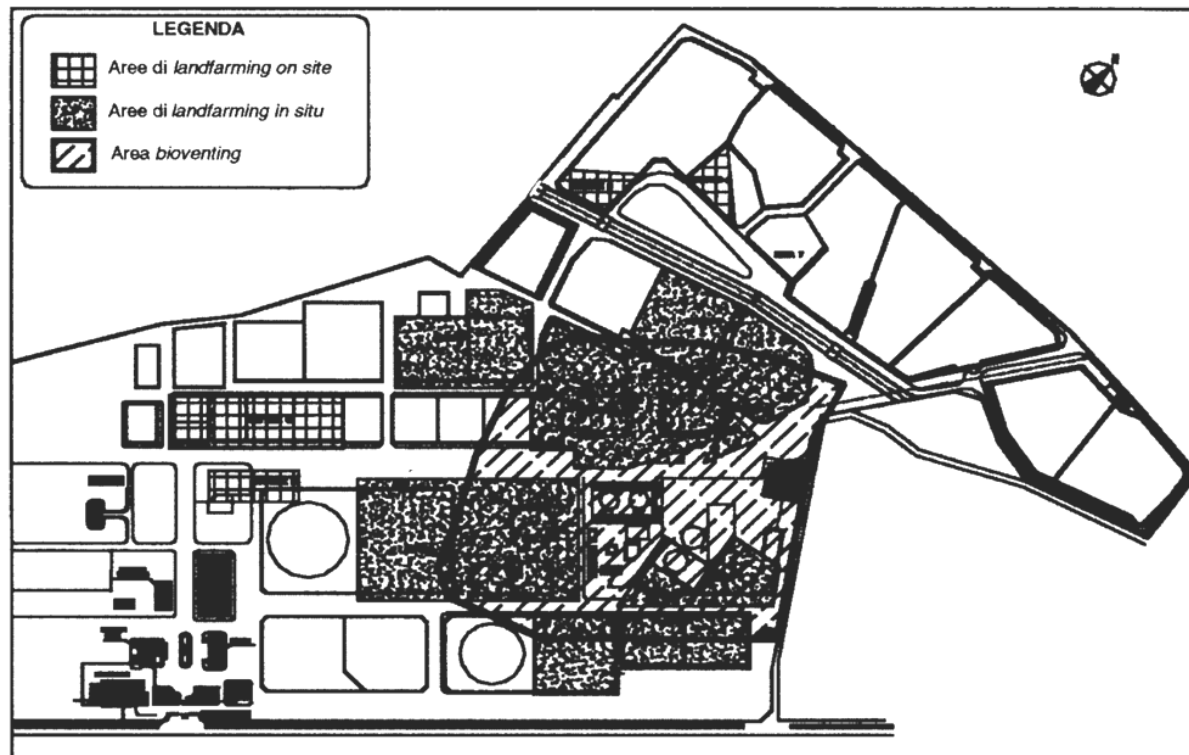 LEGENDA
Aree di landfarming on site
Aree di landfarming in situ
Area bioventing
N